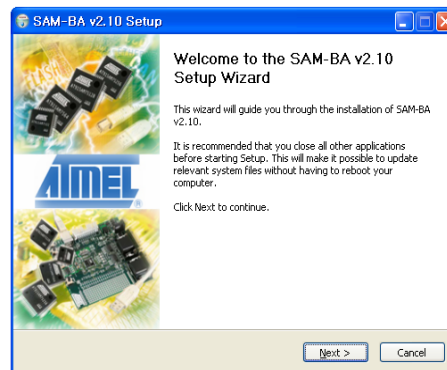 SAM-BA v2.10 Setup
Welcome to the SAM-BA v2.10
Setup Wizard
This wizard will guide you through the installation of SAM-BA
v2.10.
It is recommended that you close all other applications
before starting Setup. This will make it possible to update
relevant system files without having to reboot your
computer.
Click Next to continue.
ATMEL
Next >
Cancel